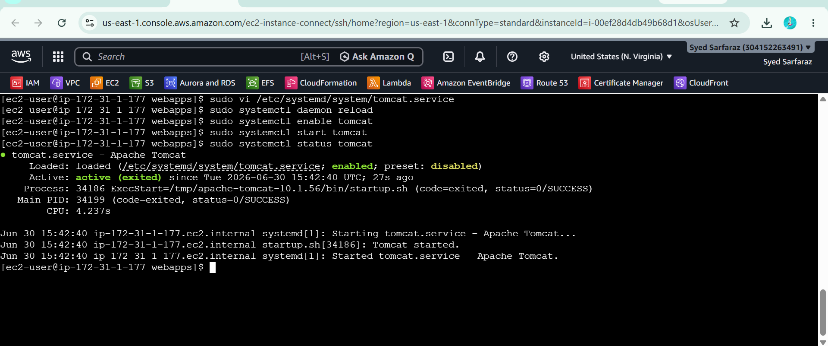 us-east-1.console.aws.amazon.com/ec2-instance-connect/ssh/home?region=us-east-1&connType=standard&instanceId=i-00ef28d4db49b68d1&osUser...
aws
Search [Alt+S] Ask Amazon Q United States (N. Virginia) Syed Sarfaraz (304152263491)
Syed Sarfaraz
IAM VPC EC2 S3 Aurora and RDS EFS CloudFormation Lambda Amazon EventBridge Route 53 Certificate Manager CloudFront
[ec2-user@ip-172-31-1-177 webapps]$ sudo vi /etc/systemd/system/tomcat.service
[ec2-user@ip-172-31-1-177 webapps]$ sudo systemctl daemon-reload
[ec2-user@ip-172-31-1-177 webapps]$ sudo systemctl enable tomcat
[ec2-user@ip-172-31-1-177 webapps]$ sudo systemctl start tomcat
[ec2-user@ip-172-31-1-177 webapps]$ sudo systemctl status tomcat
● tomcat.service - Apache Tomcat
Loaded: loaded (/etc/systemd/system/tomcat.service; enabled; preset: disabled)
Active: active (exited) since Tue 2026-06-30 15:42:40 UTC; 27s ago
Process: 34186 ExecStart=/tmp/apache-tomcat-10.1.56/bin/startup.sh (code=exited, status=0/SUCCESS)
Main PID: 34199 (code=exited, status=0/SUCCESS)
CPU: 4.237s
Jun 30 15:42:40 ip-172-31-1-177.ec2.internal systemd[1]: Starting tomcat.service - Apache Tomcat...
Jun 30 15:42:40 ip-172-31-1-177.ec2.internal startup.sh[34186]: Tomcat started.
Jun 30 15:42:40 ip-172-31-1-177.ec2.internal systemd[1]: Started tomcat.service - Apache Tomcat.
[ec2-user@ip-172-31-1-177 webapps]$